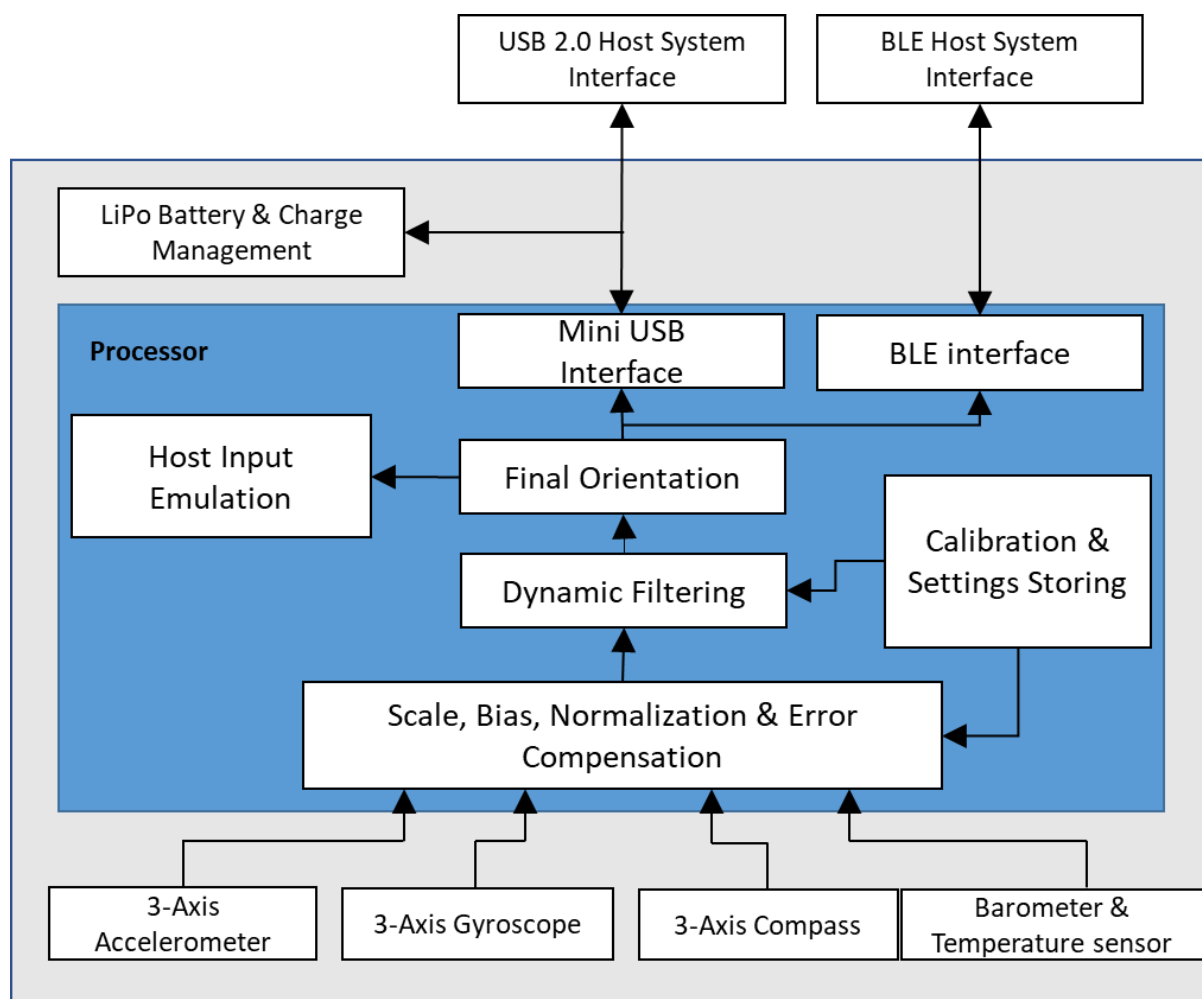 USB 2.0 Host System
Interface
BLE Host System
Interface
LiPo Battery & Charge
Management
Processor
Mini USB
Interface
BLE interface
Host Input
Emulation
Final Orientation
Calibration &
Settings Storing
Dynamic Filtering
Scale, Bias, Normalization & Error
Compensation
3-Axis
Accelerometer
3-Axis Gyroscope
3-Axis Compass
Barometer &
Temperature sensor